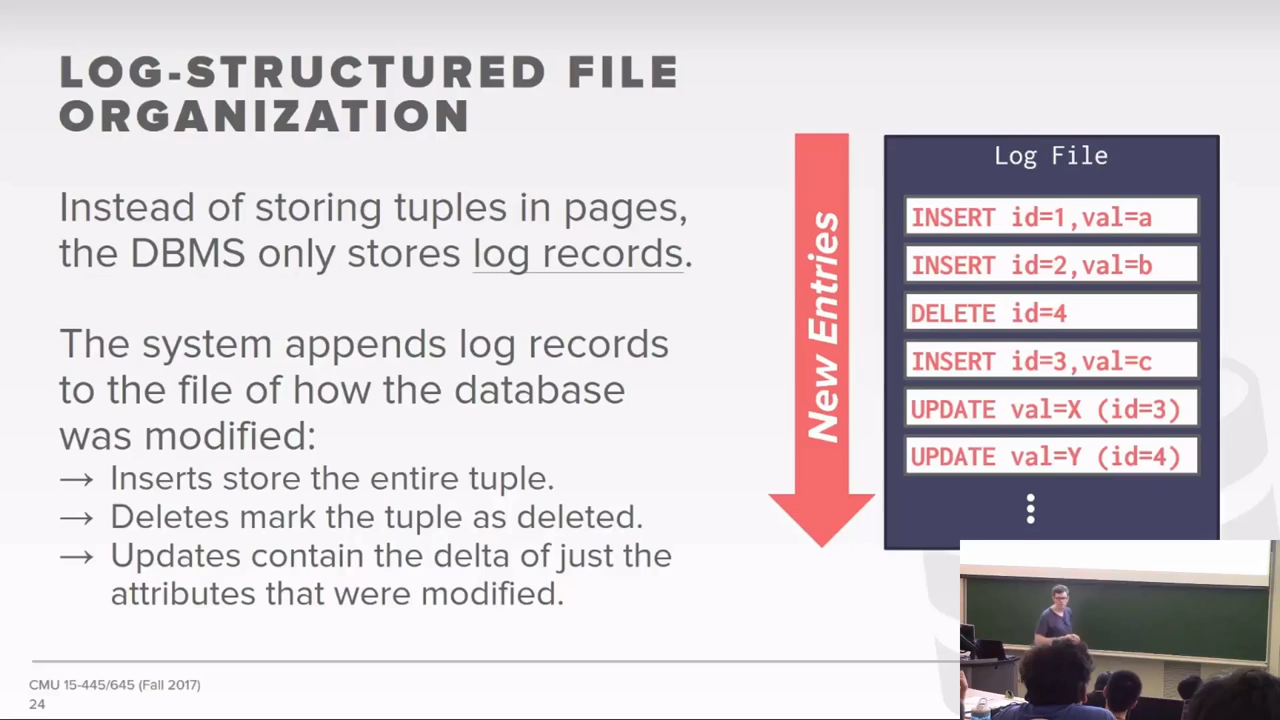 LOG-STRUCTURED FILE
ORGANIZATION
Instead of storing tuples in pages,
the DBMS only stores log records.
The system appends log records
to the file of how the database
was modified:
→ Inserts store the entire tuple.
→ Deletes mark the tuple as deleted.
→ Updates contain the delta of just the
attributes that were modified.
New Entries
Log File
INSERT id=1,val=a
INSERT id=2,val=b
DELETE id=4
INSERT id=3,val=c
UPDATE val=X (id=3)
UPDATE val=Y (id=4)
CMU 15-445/645 (Fall 2017)
24